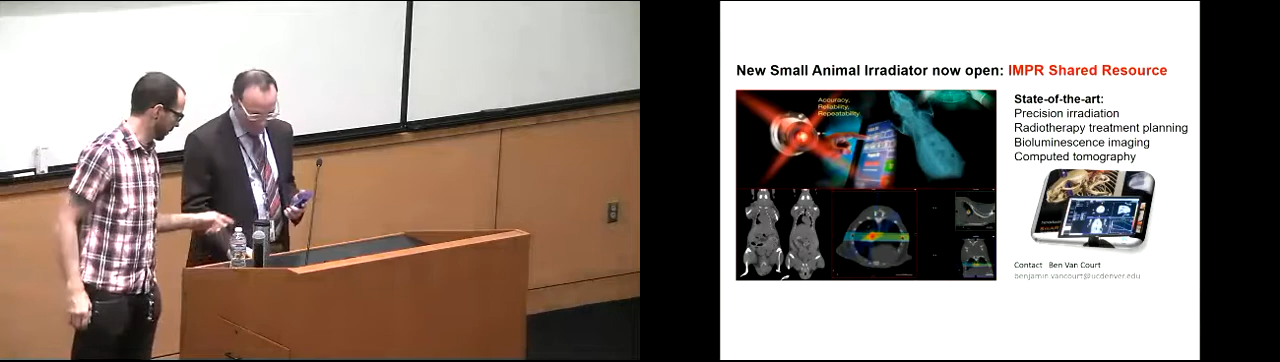 New Small Animal Irradiator now open: IMPR Shared Resource
Accuracy,
Reliability,
Repeatability.
State-of-the-art:
Precision irradiation
Radiotherapy treatment planning
Bioluminescence imaging
Computed tomography
Contact Ben Van Court
benjamin.vancourt@ucdenver.edu